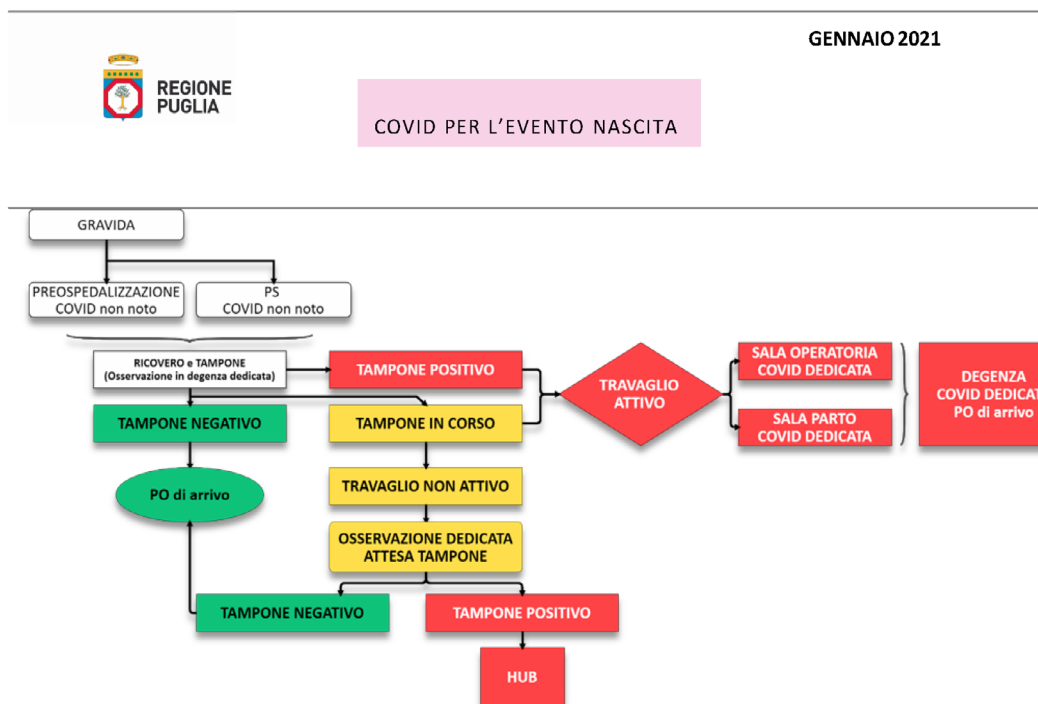 GENNAIO 2021
REGIONE
PUGLIA
COVID PER L'EVENTO NASCITA
GRAVIDA
PREOSPEDALIZZAZIONE
COVID non noto
PS
COVID non noto
RICOVERO e TAMPONE
(Osservazione in degenza dedicata)
TAMPONE POSITIVO
TRAVAGLIO
ATTIVO
SALA OPERATORIA
COVID DEDICATA
SALA PARTO
COVID DEDICATA
DEGENZA
COVID DEDICAT
PO di arrivo
TAMPONE NEGATIVO
TAMPONE IN CORSO
TRAVAGLIO NON ATTIVO
PO di arrivo
OSSERVAZIONE DEDICATA
ATTESA TAMPONE
TAMPONE NEGATIVO
TAMPONE POSITIVO
HUB